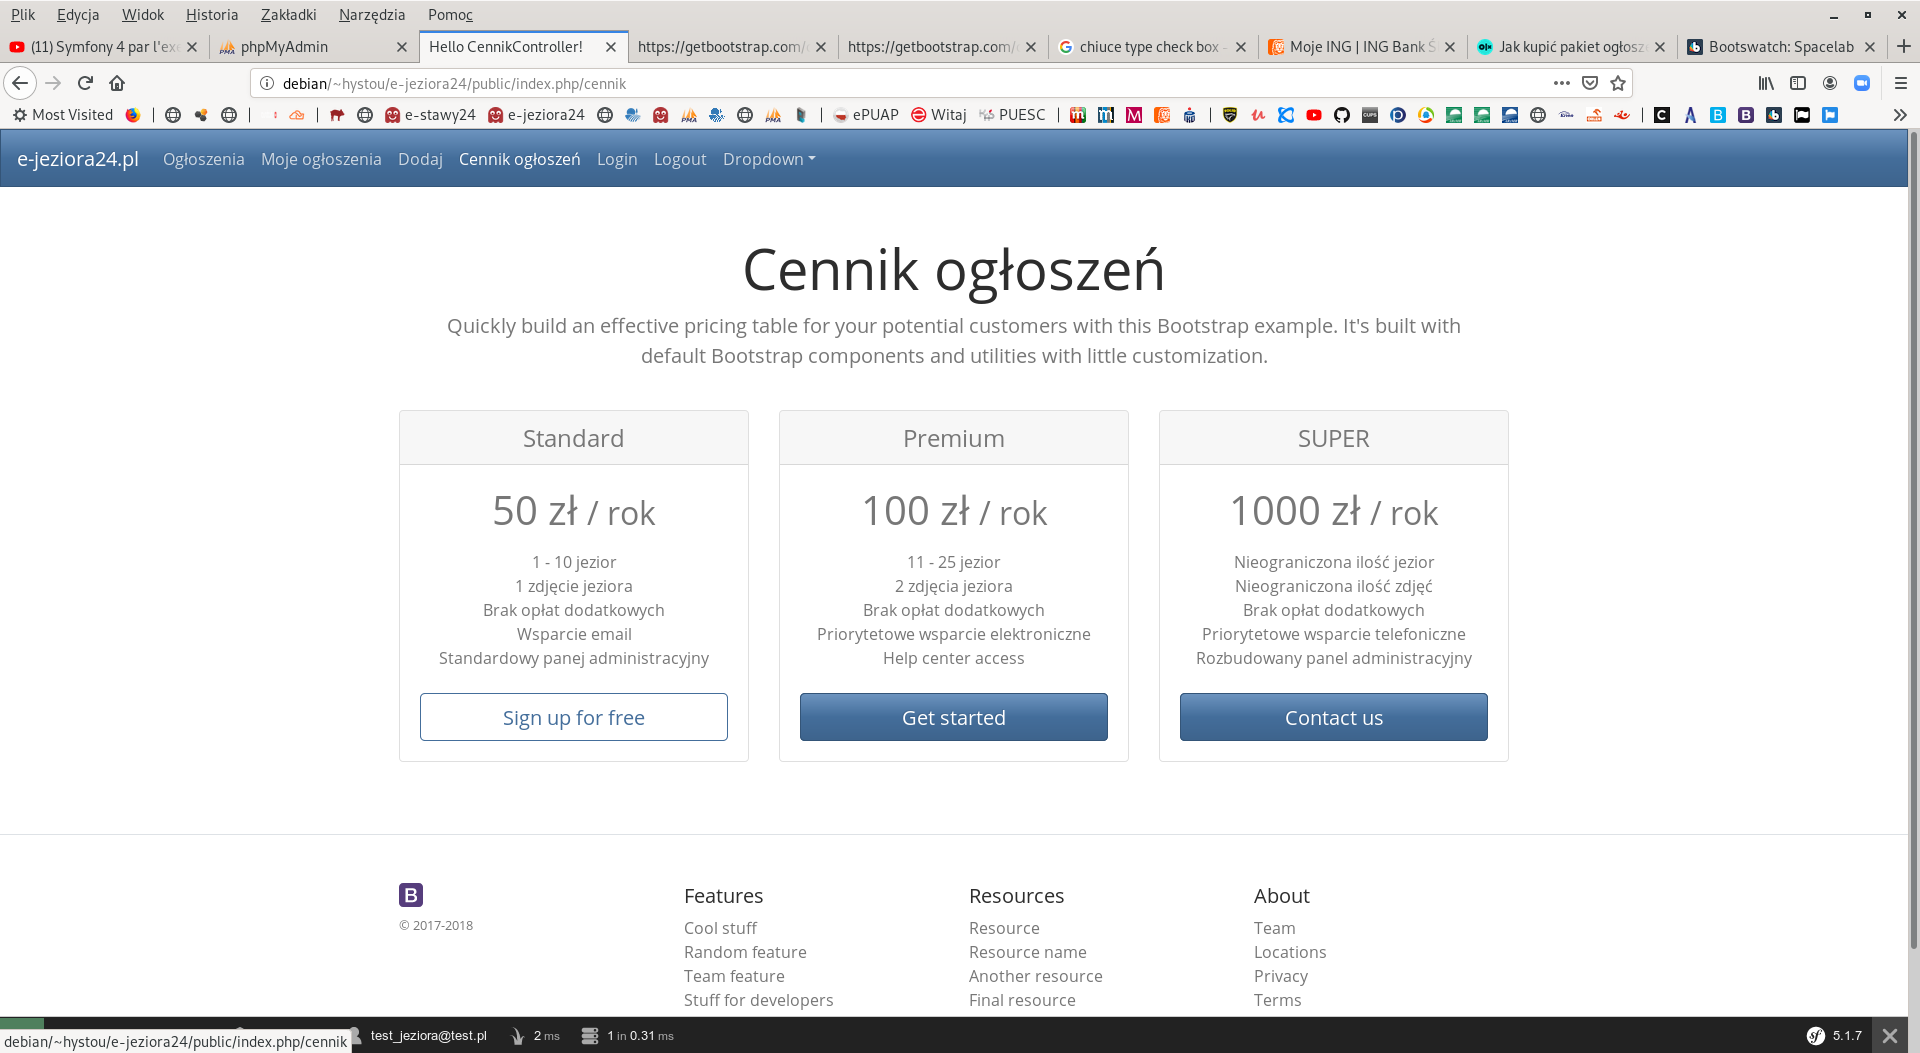 Plik Edycja Widok Historia Zakładki Narzędzia Pomoc
(11) Symfony 4 par l'exe phpMyAdmin Hello CennikController! https://getbootstrap.com/ https://getbootstrap.com/ chiuce type check box - Moje ING | ING Bank Ś Jak kupić pakiet ogłosze Bootswatch: Spacelab
debian/~hystou/e-jeziora24/public/index.php/cennik
Most Visited e-stawy24 e-jeziora24 ePUAP Witaj PUESC
e-jeziora24.pl Ogłoszenia Moje ogłoszenia Dodaj Cennik ogłoszeń Login Logout Dropdown
Cennik ogłoszeń
Quickly build an effective pricing table for your potential customers with this Bootstrap example. It's built with
default Bootstrap components and utilities with little customization.
Standard
50 zł / rok
1 - 10 jezior
1 zdjęcie jeziora
Brak opłat dodatkowych
Wsparcie email
Standardowy panej administracyjny
Sign up for free
Premium
100 zł / rok
11 - 25 jezior
2 zdjęcia jeziora
Brak opłat dodatkowych
Priorytetowe wsparcie elektroniczne
Help center access
Get started
SUPER
1000 zł / rok
Nieograniczona ilość jezior
Nieograniczona ilość zdjęć
Brak opłat dodatkowych
Priorytetowe wsparcie telefoniczne
Rozbudowany panel administracyjny
Contact us
B
© 2017-2018
Features
Cool stuff
Random feature
Team feature
Stuff for developers
Resources
Resource
Resource name
Another resource
Final resource
About
Team
Locations
Privacy
Terms
test_jeziora@test.pl 2 ms 1 in 0.31 ms 5.1.7
debian/~hystou/e-jeziora24/public/index.php/cennik